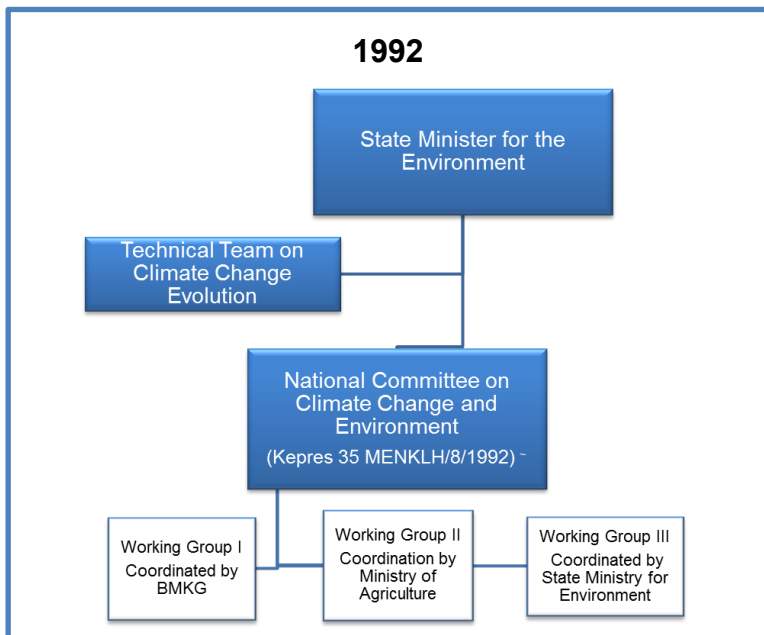 1992
State Minister for the
Environment
Technical Team on
Climate Change
Evolution
National Committee on
Climate Change and
Environment
(Kepres 35 MENKLH/8/1992) ~
Working Group I
Coordinated by
BMKG
Working Group II
Coordination by
Ministry of
Agriculture
Working Group III
Coordinated by
State Ministry for
Environment